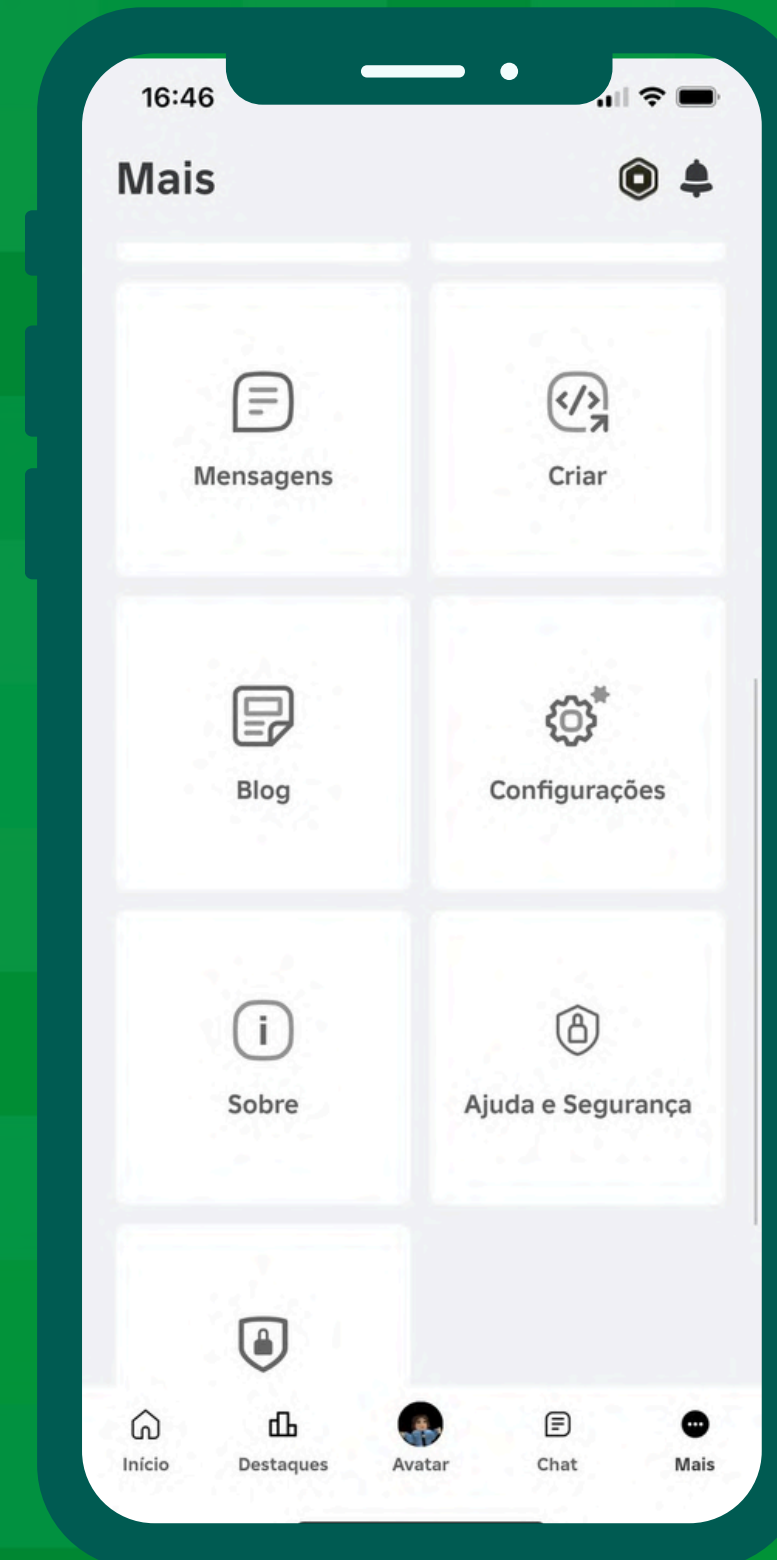 16:46
Mais
Mensagens
Criar
Blog
Configurações
Sobre
Ajuda e Segurança
Início
Destaques
Avatar
Chat
Mais